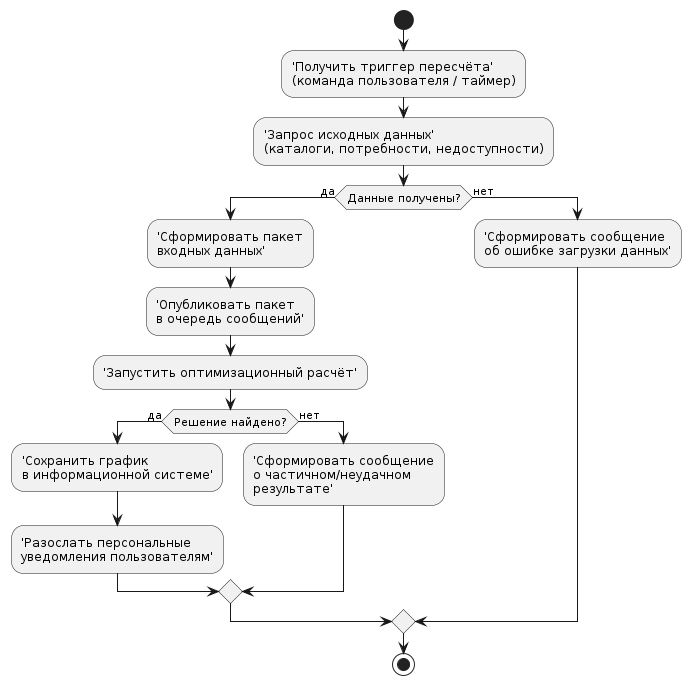 'Получить триггер пересчёта'
(команда пользователя / таймер)
'Запрос исходных данных'
(каталоги, потребности, недоступности)
да
Данные получены?
нет
'Сформировать пакет
входных данных'
'Сформировать сообщение
об ошибке загрузки данных'
'Опубликовать пакет
в очередь сообщений'
'Запустить оптимизационный расчёт'
да
Решение найдено?
нет
'Сохранить график
в информационной системе'
'Сформировать сообщение
о частичном/неудачном
результате'
'Разослать персональные
уведомления пользователям'